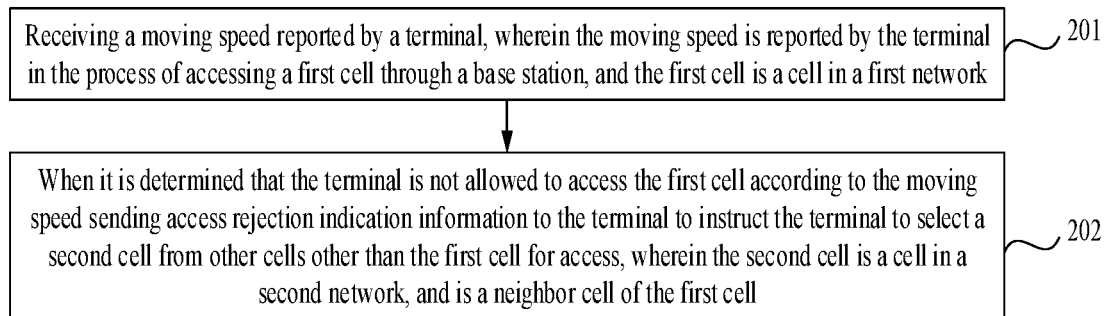 Receiving a moving speed reported by a terminal, wherein the moving speed is reported by the terminal
in the process of accessing a first cell through a base station, and the first cell is a cell in a first network
201
When it is determined that the terminal is not allowed to access the first cell according to the moving
speed sending access rejection indication information to the terminal to instruct the terminal to select a
second cell from other cells other than the first cell for access, wherein the second cell is a cell in a
second network, and is a neighbor cell of the first cell
202